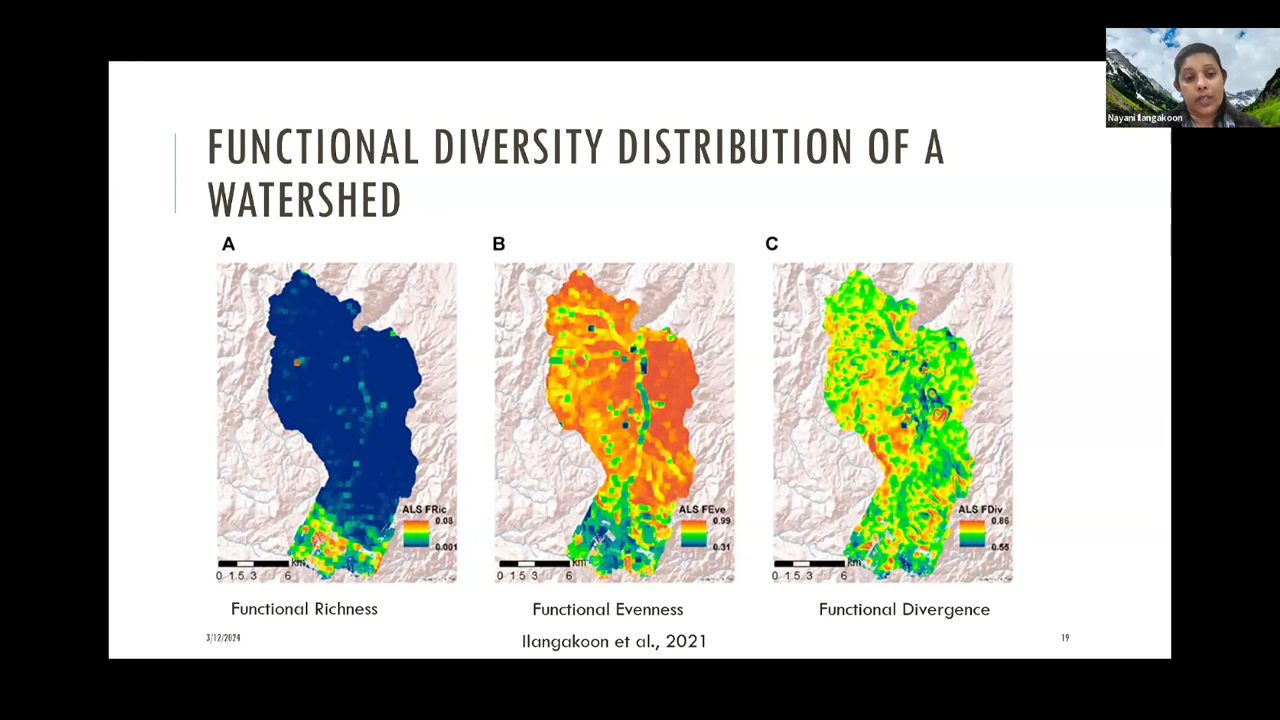 Nayani Ilangakoon
FUNCTIONAL DIVERSITY DISTRIBUTION OF A
WATERSHED
A
B
C
ALS FRic
0.08
0.001
km
0 1.5 3 6
ALS FEve
0.99
0.31
km
0 1.5 3 6
ALS FDiv
0.86
0.55
km
0 1.5 3 6
Functional Richness
Functional Evenness
Functional Divergence
3/12/2024
Ilangakoon et al., 2021
19